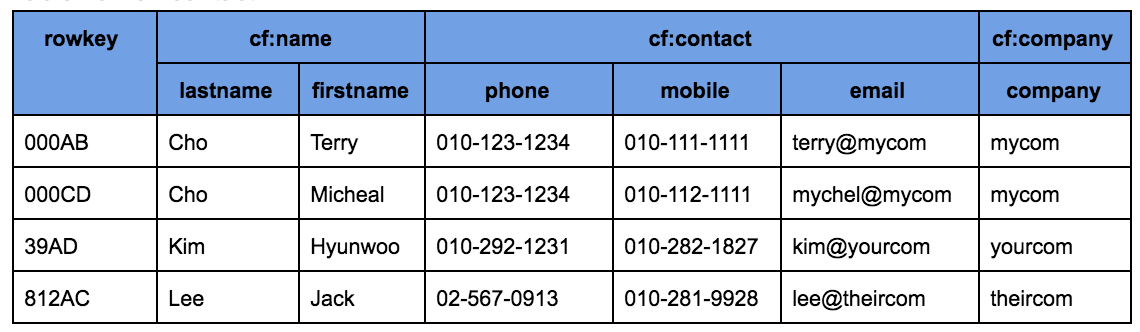 rowkey cf:name cf:contact cf:company
lastname firstname phone mobile email company
000AB Cho Terry 010-123-1234 010-111-1111 terry@mycom mycom
000CD Cho Micheal 010-123-1234 010-112-1111 mychel@mycom mycom
39AD Kim Hyunwoo 010-292-1231 010-282-1827 kim@yourcom yourcom
812AC Lee Jack 02-567-0913 010-281-9928 lee@theircom theircom